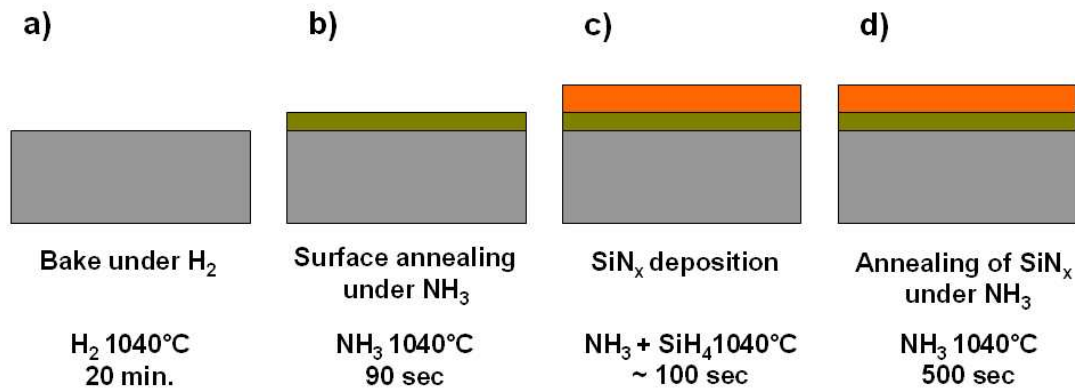 a)
b)
c)
d)
Bake under H₂
H₂ 1040°C
20 min.
Surface annealing
under NH₃
NH₃ 1040°C
90 sec
SiNₓ deposition
NH₃ + SiH₄1040°C
~ 100 sec
Annealing of SiNₓ
under NH₃
NH₃ 1040°C
500 sec